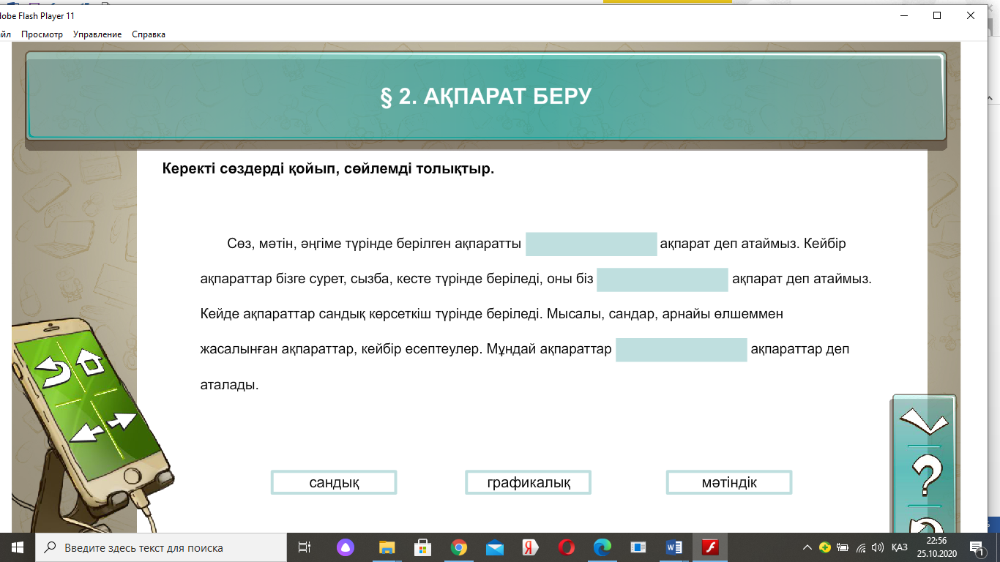 lobe Flash Player 11
йл Просмотр Управление Справка
§ 2. АҚПАРАТ БЕРУ
Керекті сөздерді қойып, сөйлемді толықтыр.
Сөз, мәтін, әңгіме түрінде берілген ақпаратты ақпарат деп атаймыз. Кейбір
ақпараттар бізге сурет, сызба, кесте түрінде беріледі, оны біз ақпарат деп атаймыз.
Кейде ақпараттар сандық көрсеткіш түрінде беріледі. Мысалы, сандар, арнайы өлшеммен
жасалынған ақпараттар, кейбір есептеулер. Мұндай ақпараттар ақпараттар деп
аталады.
сандық графикалық мәтіндік
?
Введите здесь текст для поиска
ҚАЗ
22:56
25.10.2020
1